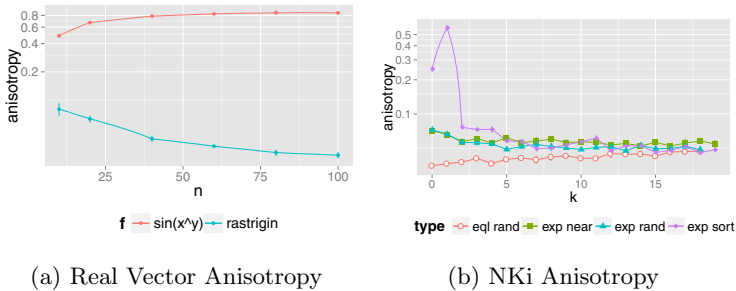 0.8
0.6
0.4
0.2
anisotropy
25 50 75 100
n
f sin(x^y) rastrigin
(a) Real Vector Anisotropy
0.5
0.3
0.2
0.1
anisotropy
0 5 10 15
k
type eql rand exp near exp rand exp sort
(b) NKi Anisotropy